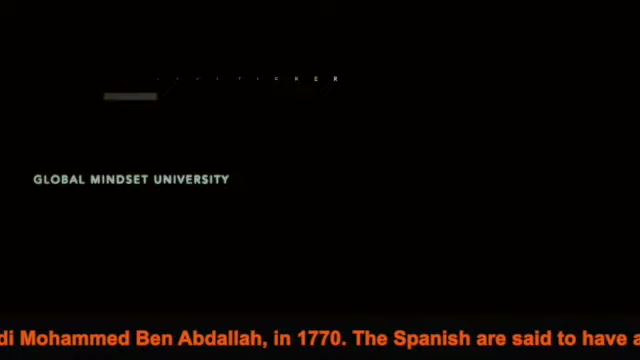 GLOBAL MINDSET UNIVERSITY
di Mohammed Ben Abdallah, in 1770. The Spanish are said to have a